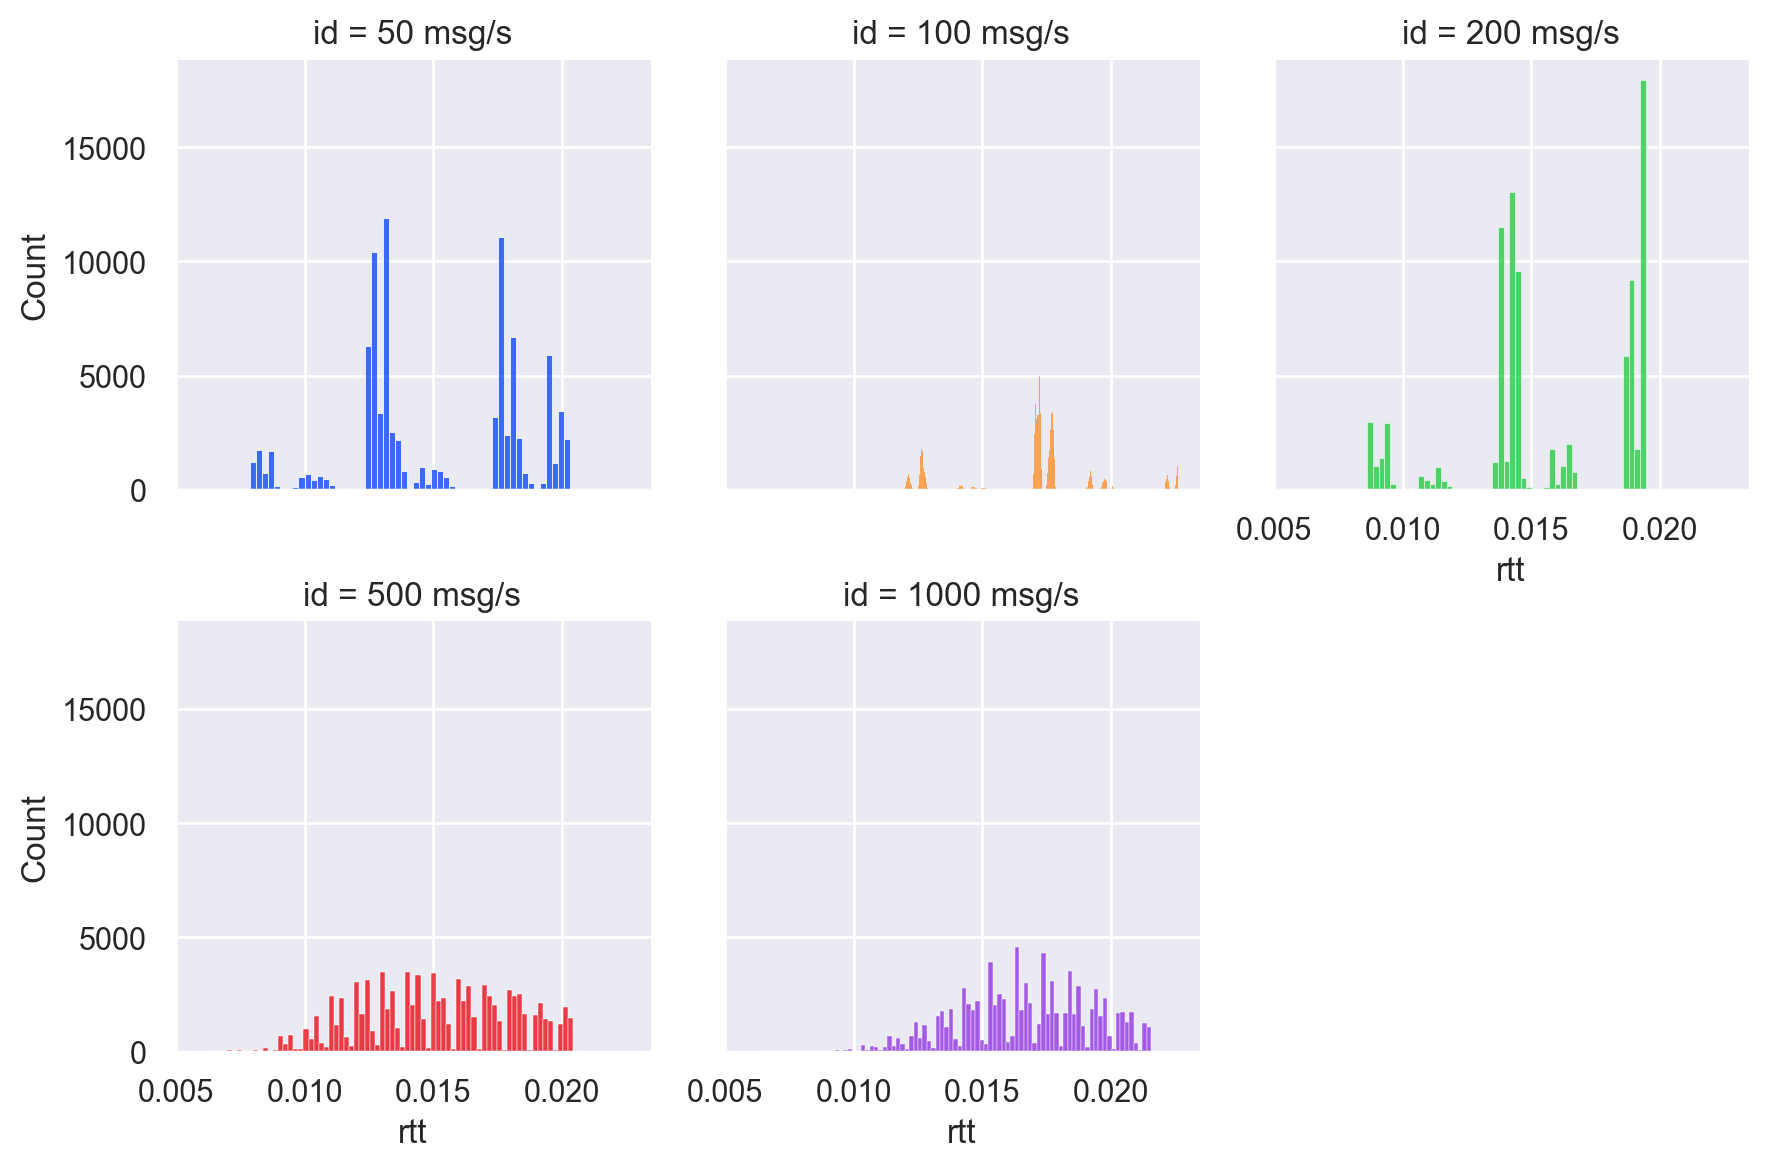 id = 50 msg/s
id = 100 msg/s
id = 200 msg/s
Count
15000
10000
5000
0
0.005 0.010 0.015 0.020
rtt
id = 500 msg/s
id = 1000 msg/s
Count
15000
10000
5000
0
0.005 0.010 0.015 0.020
rtt
0.005 0.010 0.015 0.020
rtt